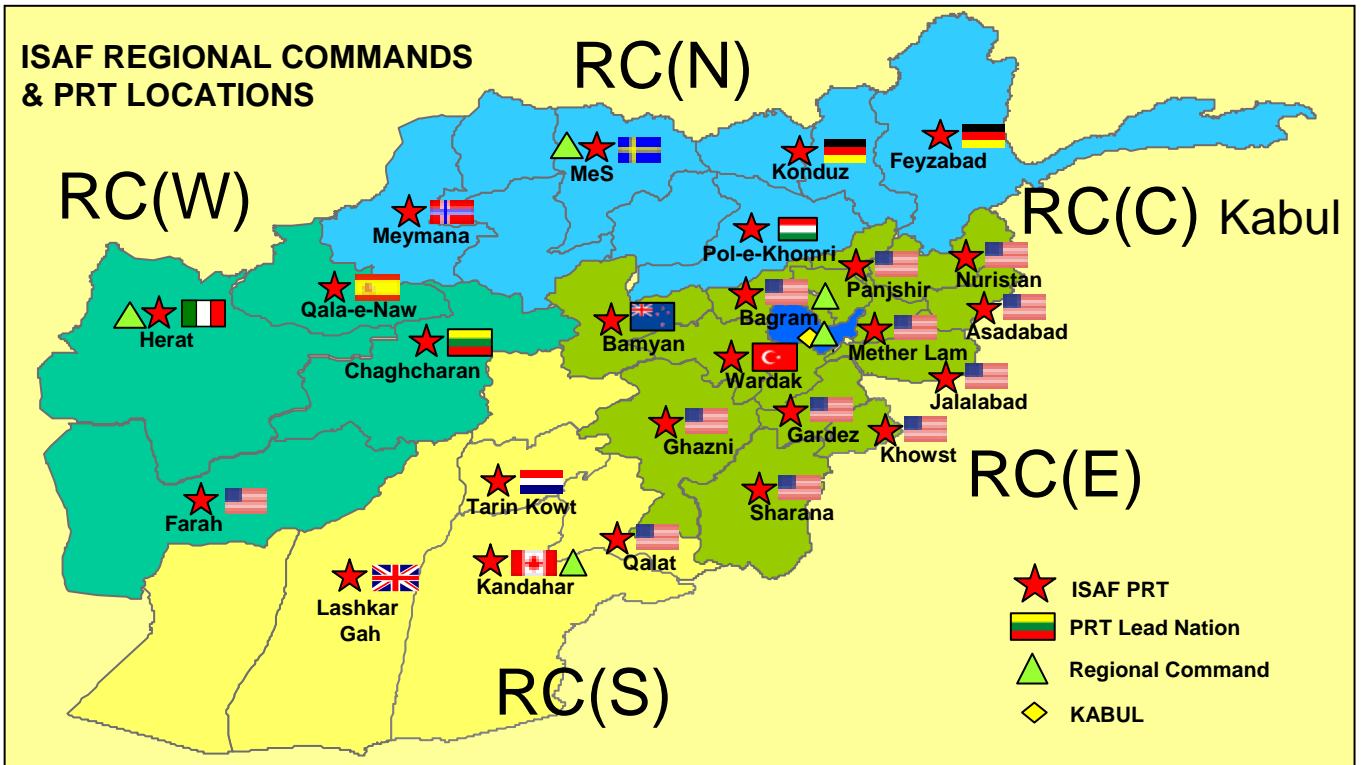 ISAF REGIONAL COMMANDS
& PRT LOCATIONS
RC(N)
RC(W)
RC(C) Kabul
MeS
Konduz
Feyzabad
Meymana
Pol-e-Khomri
Qala-e-Naw
Herat
Chaghcharan
Bamyan
Bagram
Panjshir
Nuristan
Asadabad
Mether Lam
Wardak
Jalalabad
Ghazni
Gardez
Khowst
RC(E)
Farah
Tarin Kowt
Sharana
Qalat
Kandahar
Lashkar
Gah
RC(S)
ISAF PRT
PRT Lead Nation
Regional Command
KABUL